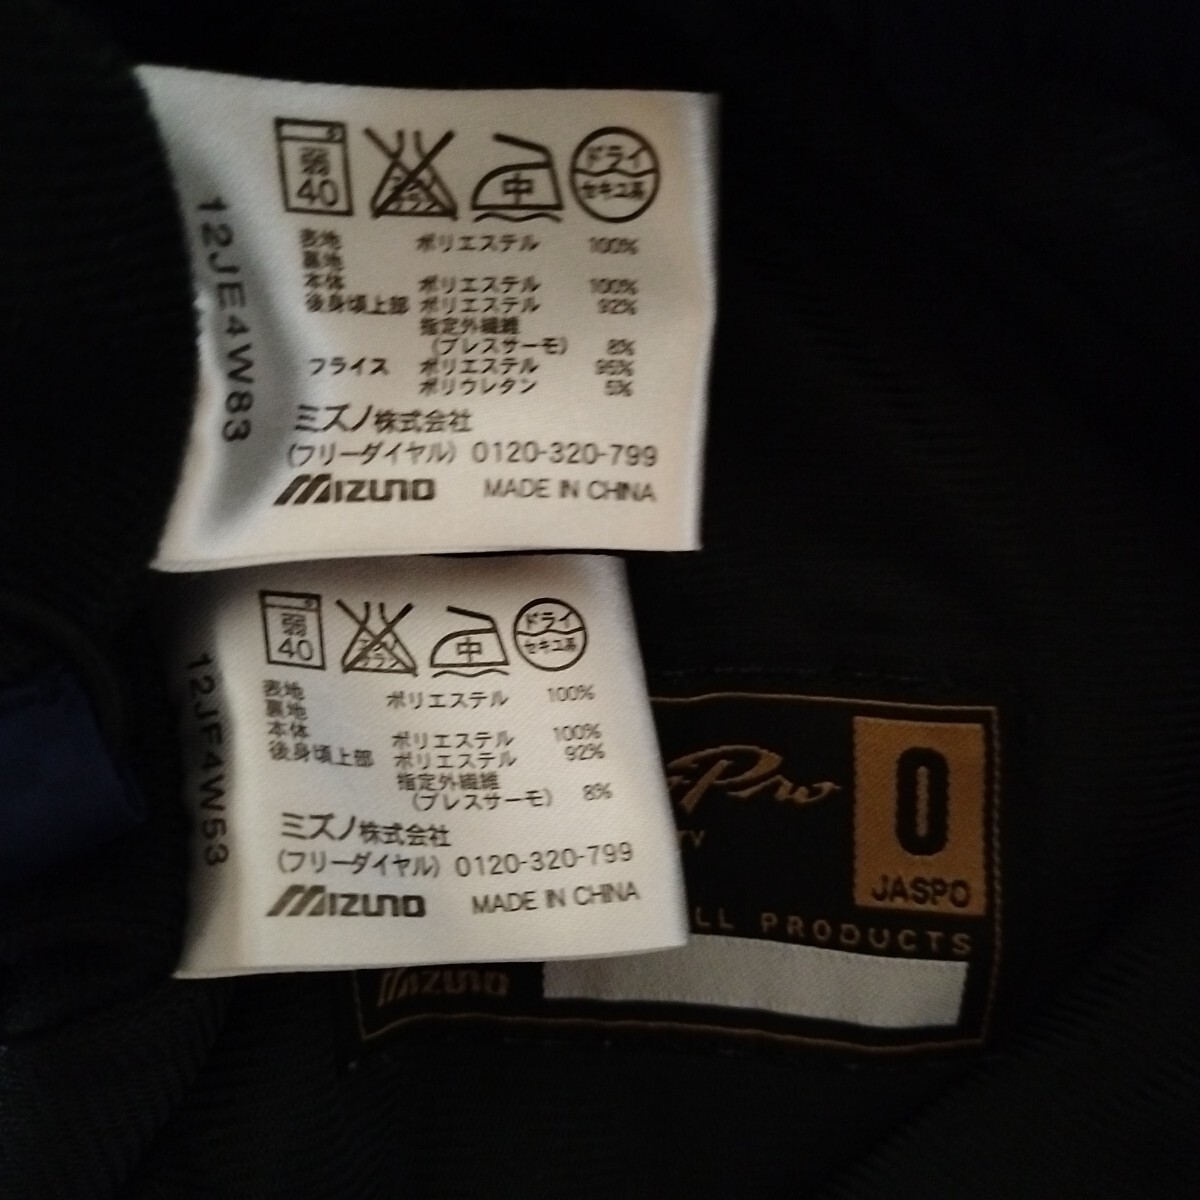 12JE4W83
弱
40
中
ドライ
セキユ系
表地 ポリエステル 100%
裏地
本体 ポリエステル 100%
後身頃上部 ポリエステル 92%
指定外繊維
(ブレスサーモ) 8%
フライス ポリエステル 95%
ポリウレタン 5%
ミズノ株式会社
(フリーダイヤル) 0120-320-799
MIZUNO MADE IN CHINA
12JF4W53
弱
40
中
ドライ
セキユ系
表地 ポリエステル 100%
裏地
本体 ポリエステル 100%
後身頃上部 ポリエステル 92%
指定外繊維
(ブレスサーモ) 8%
ミズノ株式会社
(フリーダイヤル) 0120-320-799
MIZUNO MADE IN CHINA
Pro
O
JASPO
LL PRODUCTS
MIZUNO